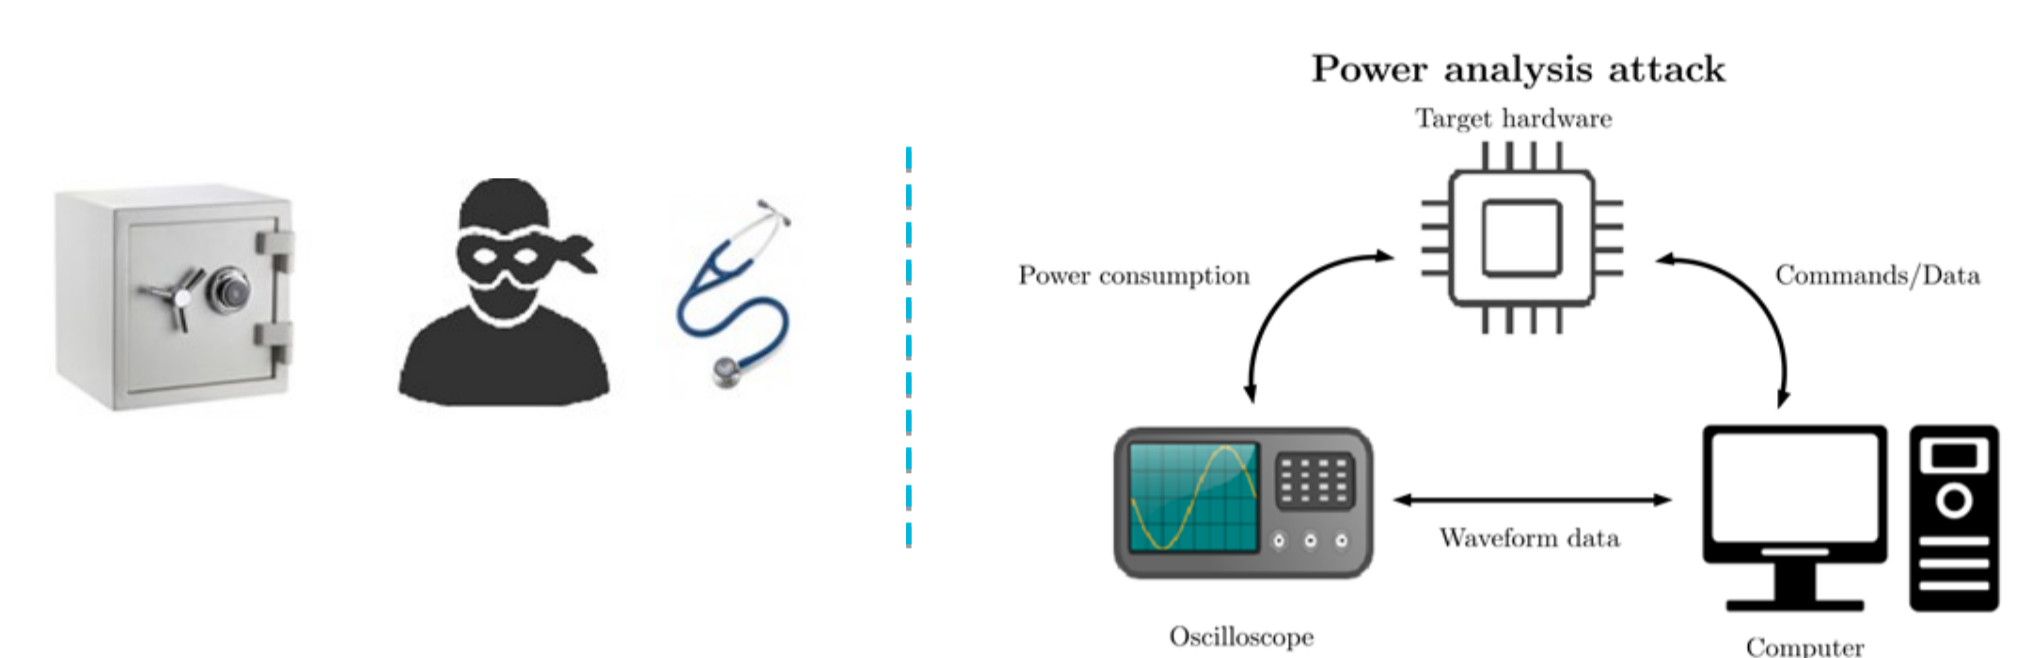 Power analysis attack
Target hardware
Power consumption
Commands/Data
Waveform data
Oscilloscope
Computer